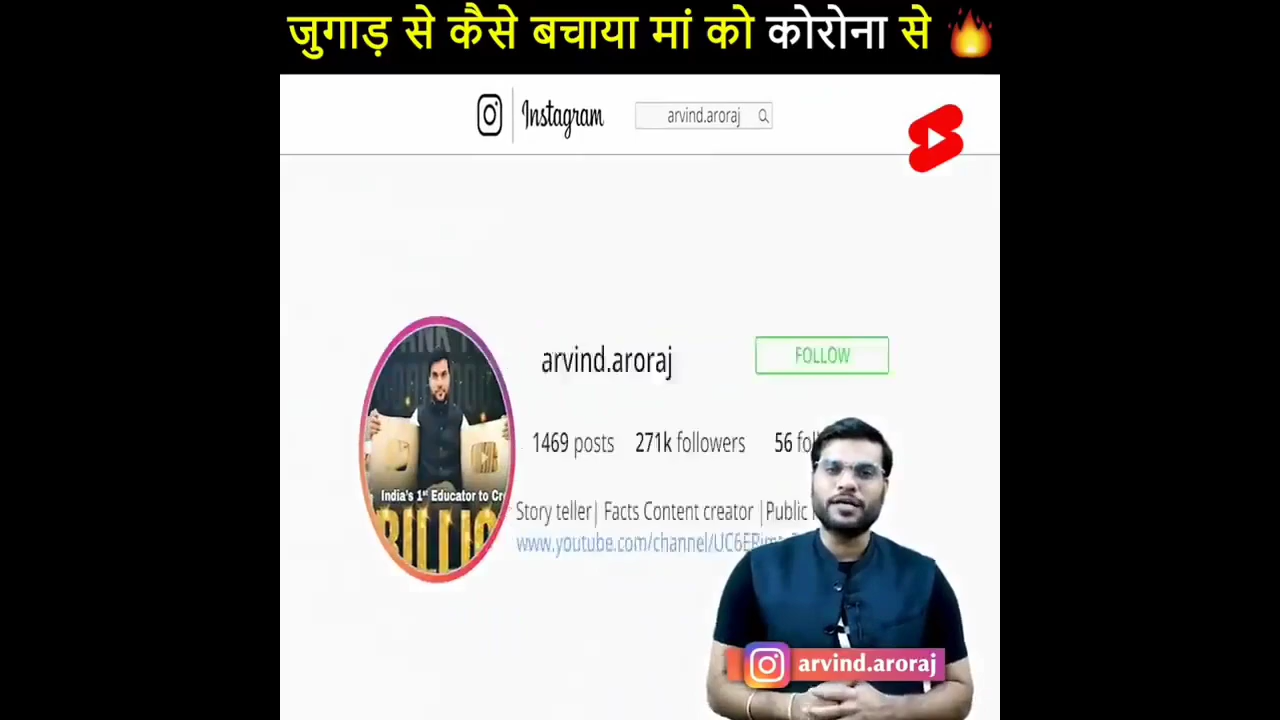 जुगाड़ से कैसे बचाया मां को कोरोना से
Instagram
arvind.aroraj
arvind.aroraj
FOLLOW
1469 posts 271k followers 56
India's 1st Educator to
Story teller| Facts Content creator |Public
www.youtube.com/channel/
arvind.aroraj